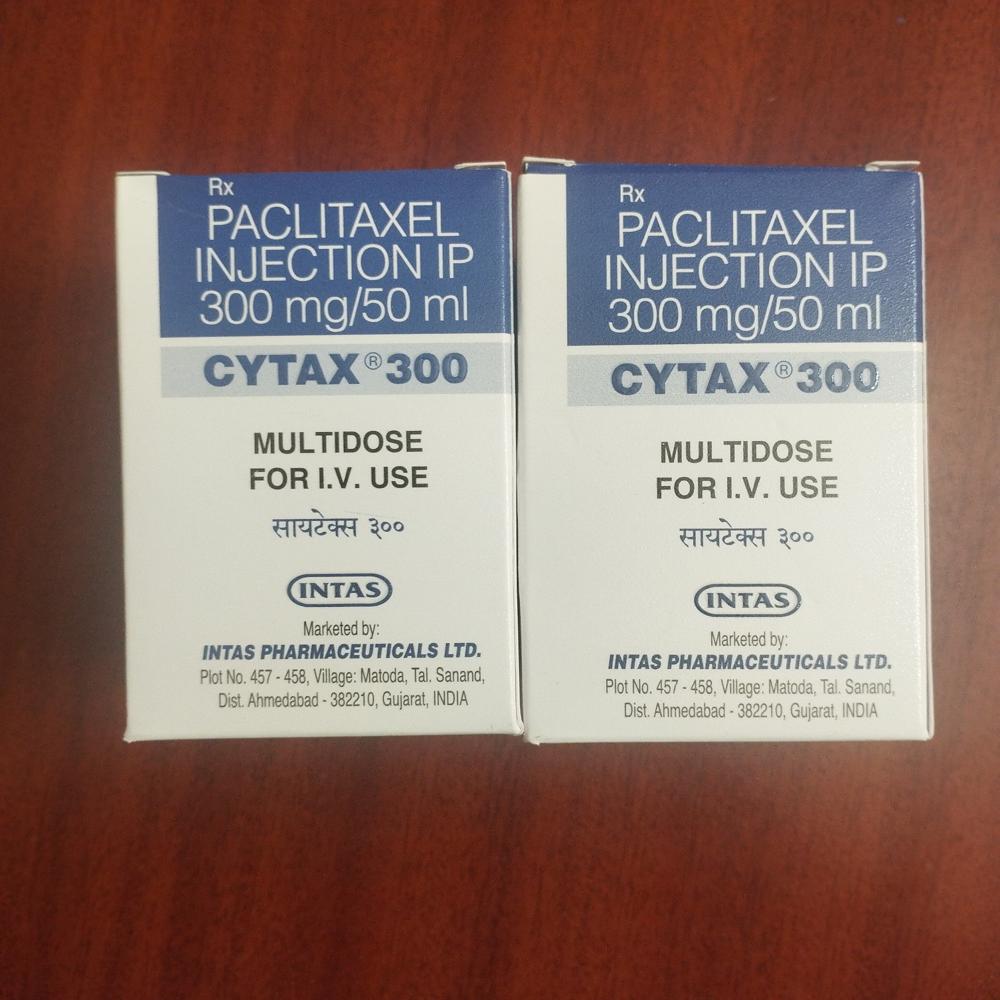 Rx
PACLITAXEL
INJECTION IP
300 mg/50 ml
CYTAX® 300
MULTIDOSE
FOR I.V. USE
सायटेक्स ३००
INTAS
Marketed by:
INTAS PHARMACEUTICALS LTD.
Plot No. 457 - 458, Village: Matoda, Tal. Sanand,
Dist. Ahmedabad - 382210, Gujarat, INDIA
Rx
PACLITAXEL
INJECTION IP
300 mg/50 ml
CYTAX® 300
MULTIDOSE
FOR I.V. USE
सायटेक्स ३००
INTAS
Marketed by:
INTAS PHARMACEUTICALS LTD.
Plot No. 457 - 458, Village: Matoda, Tal. Sanand,
Dist. Ahmedabad - 382210, Gujarat, INDIA